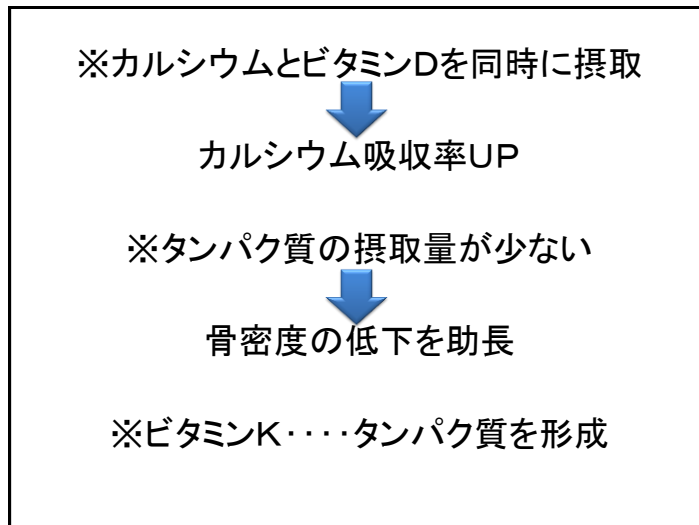 ※カルシウムとビタミンDを同時に摂取
カルシウム吸収率UP
※タンパク質の摂取量が少ない
骨密度の低下を助長
※ビタミンK‥‥タンパク質を形成